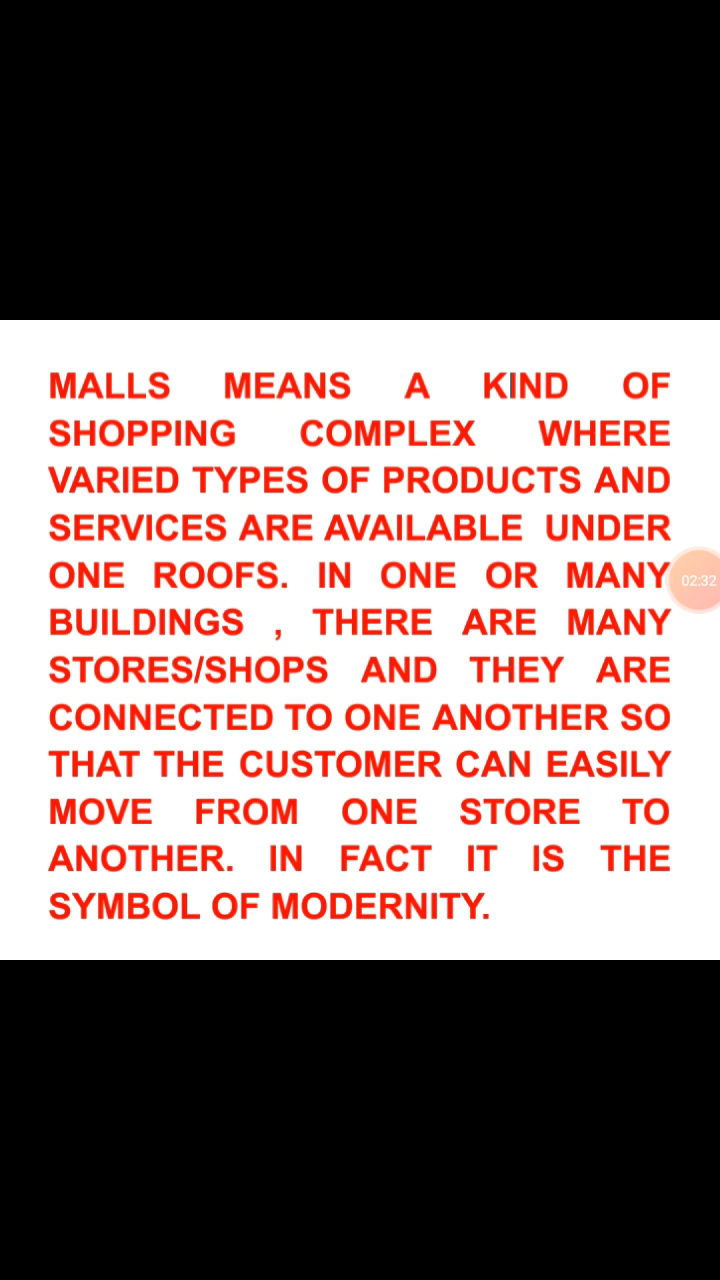 MALLS MEANS A KIND OF
SHOPPING COMPLEX WHERE
VARIED TYPES OF PRODUCTS AND
SERVICES ARE AVAILABLE UNDER
ONE ROOFS. IN ONE OR MANY
02:32
BUILDINGS , THERE ARE MANY
STORES/SHOPS AND THEY ARE
CONNECTED TO ONE ANOTHER SO
THAT THE CUSTOMER CAN EASILY
MOVE FROM ONE STORE TO
ANOTHER. IN FACT IT IS THE
SYMBOL OF MODERNITY.